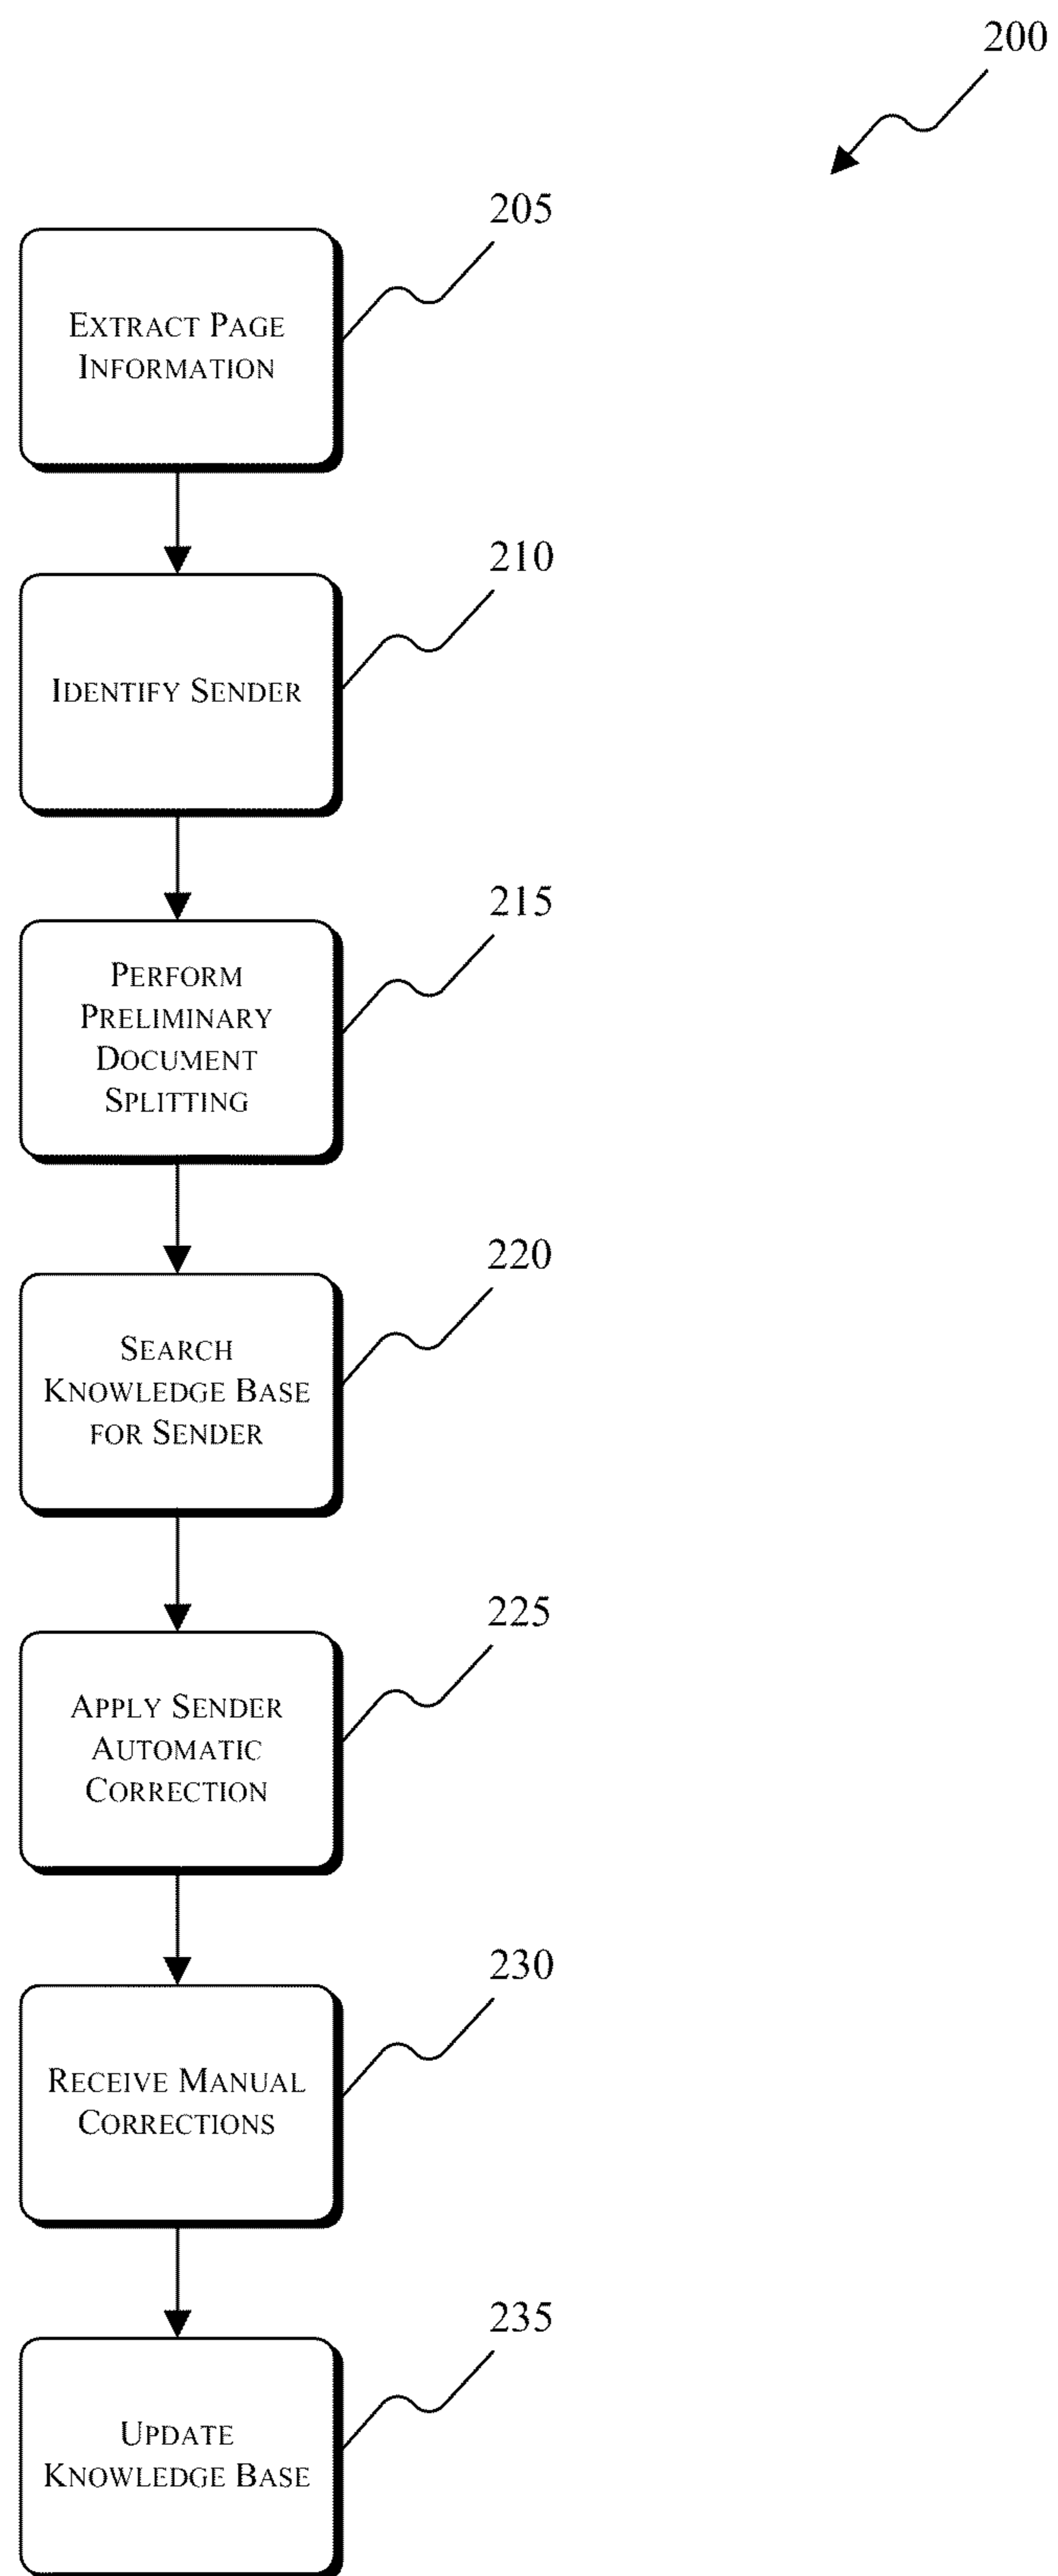 200
205
EXTRACT PAGE
INFORMATION
210
IDENTIFY SENDER
215
PERFORM
PRELIMINARY
DOCUMENT
SPLITTING
220
SEARCH
KNOWLEDGE BASE
FOR SENDER
225
APPLY SENDER
AUTOMATIC
CORRECTION
230
RECEIVE MANUAL
CORRECTIONS
235
UPDATE
KNOWLEDGE BASE